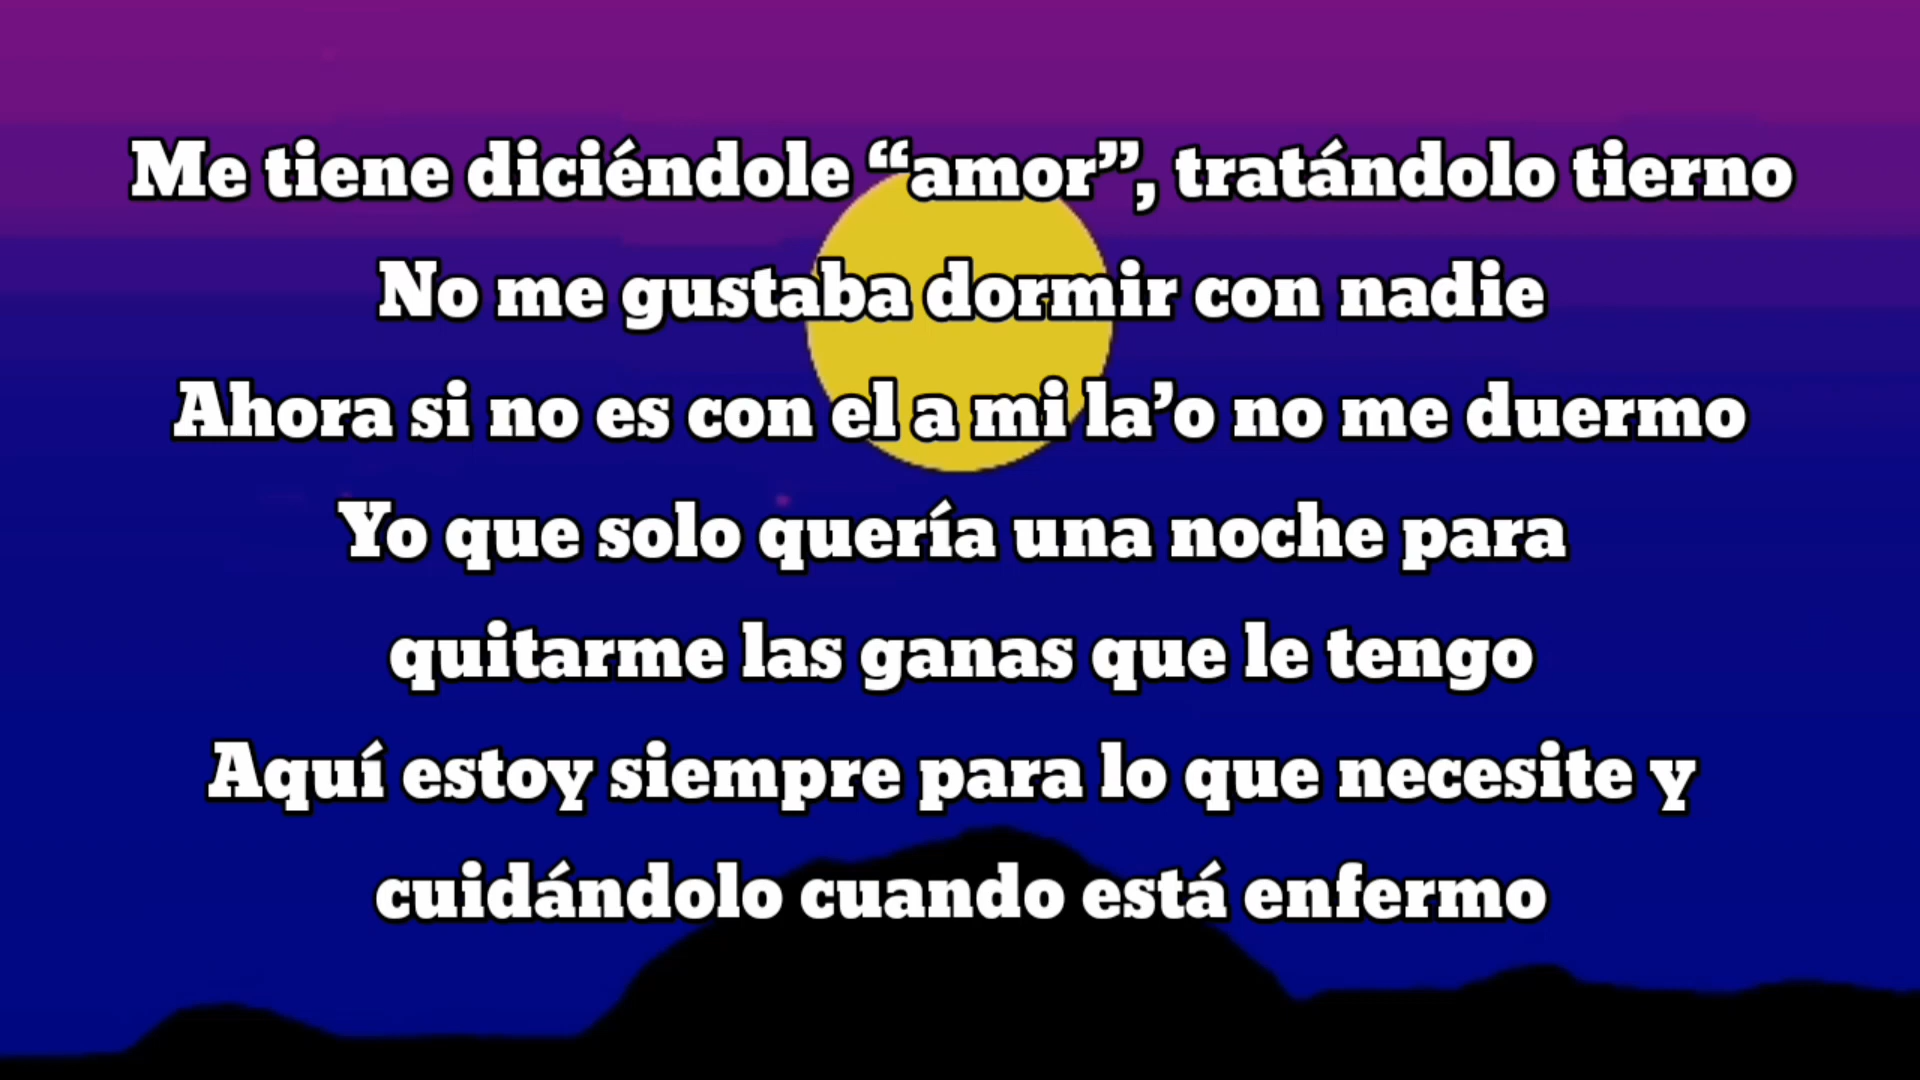 Me tiene diciéndole “amor”, tratándolo tierno
No me gustaba dormir con nadie
Ahora si no es con el a mi la’o no me duermo
Yo que solo quería una noche para
quitarme las ganas que le tengo
Aquí estoy siempre para lo que necesite y
cuidándolo cuando está enfermo